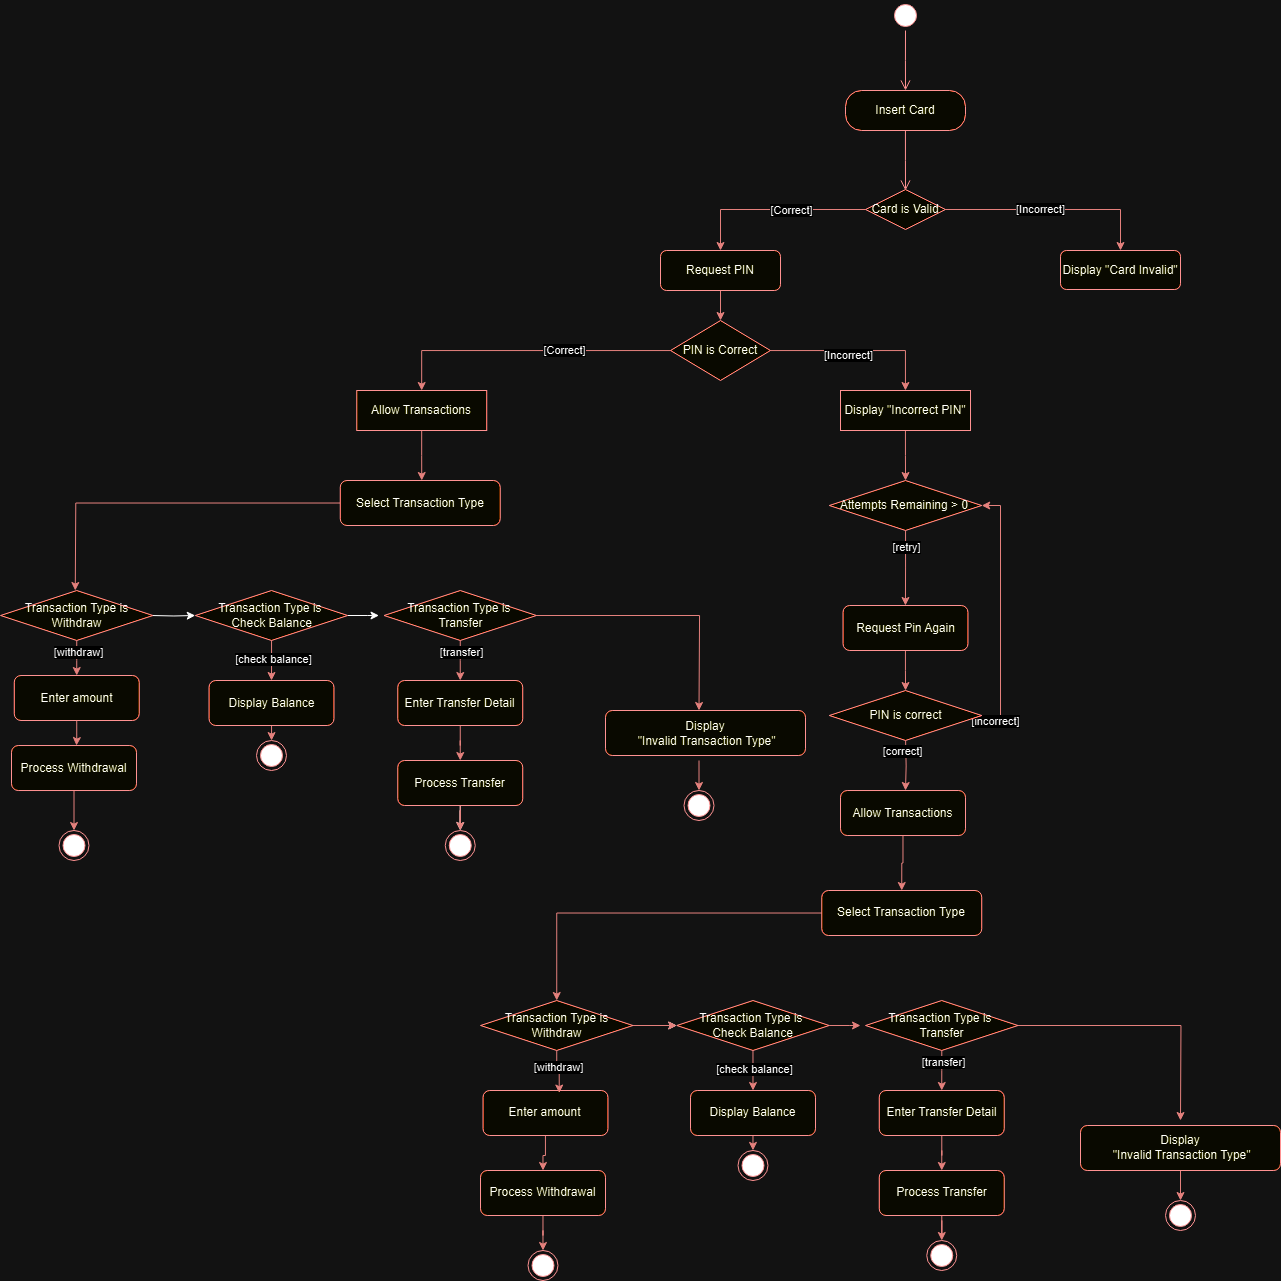 Insert Card
Card is Valid
[Correct]
[Incorrect]
Request PIN
Display "Card Invalid"
PIN is Correct
[Correct]
[Incorrect]
Allow Transactions
Display "Incorrect PIN"
Select Transaction Type
Attempts Remaining > 0
[retry]
Transaction Type is
Withdraw
Transaction Type is
Check Balance
Transaction Type is
Transfer
[withdraw]
[check balance]
[transfer]
Request Pin Again
Enter amount
Display Balance
Enter Transfer Detail
Display
"Invalid Transaction Type"
PIN is correct
[incorrect]
[correct]
Process Withdrawal
Process Transfer
Allow Transactions
Select Transaction Type
Transaction Type is
Withdraw
Transaction Type is
Check Balance
Transaction Type is
Transfer
[withdraw]
[check balance]
[transfer]
Enter amount
Display Balance
Enter Transfer Detail
Display
"Invalid Transaction Type"
Process Withdrawal
Process Transfer